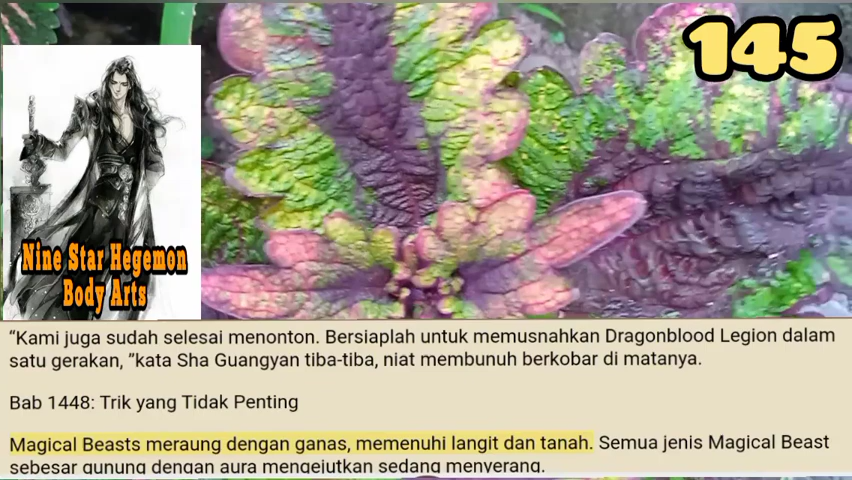 145
Nine Star Hegemon
Body Arts
“Kami juga sudah selesai menonton. Bersiaplah untuk memusnahkan Dragonblood Legion dalam
satu gerakan, ”kata Sha Guangyan tiba-tiba, niat membunuh berkobar di matanya.
Bab 1448: Trik yang Tidak Penting
Magical Beasts meraung dengan ganas, memenuhi langit dan tanah. Semua jenis Magical Beast
sebesar gunung dengan aura mengejutkan sedang menyerang.